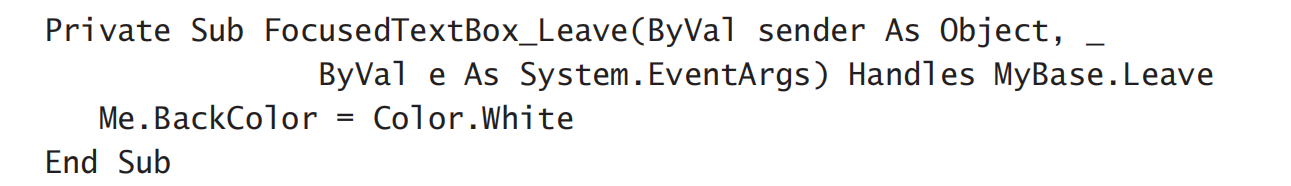 Private Sub FocusedTextBox_Leave(ByVal sender As Object, _
ByVal e As System.EventArgs) Handles MyBase.Leave
Me.BackColor = Color.White
End Sub